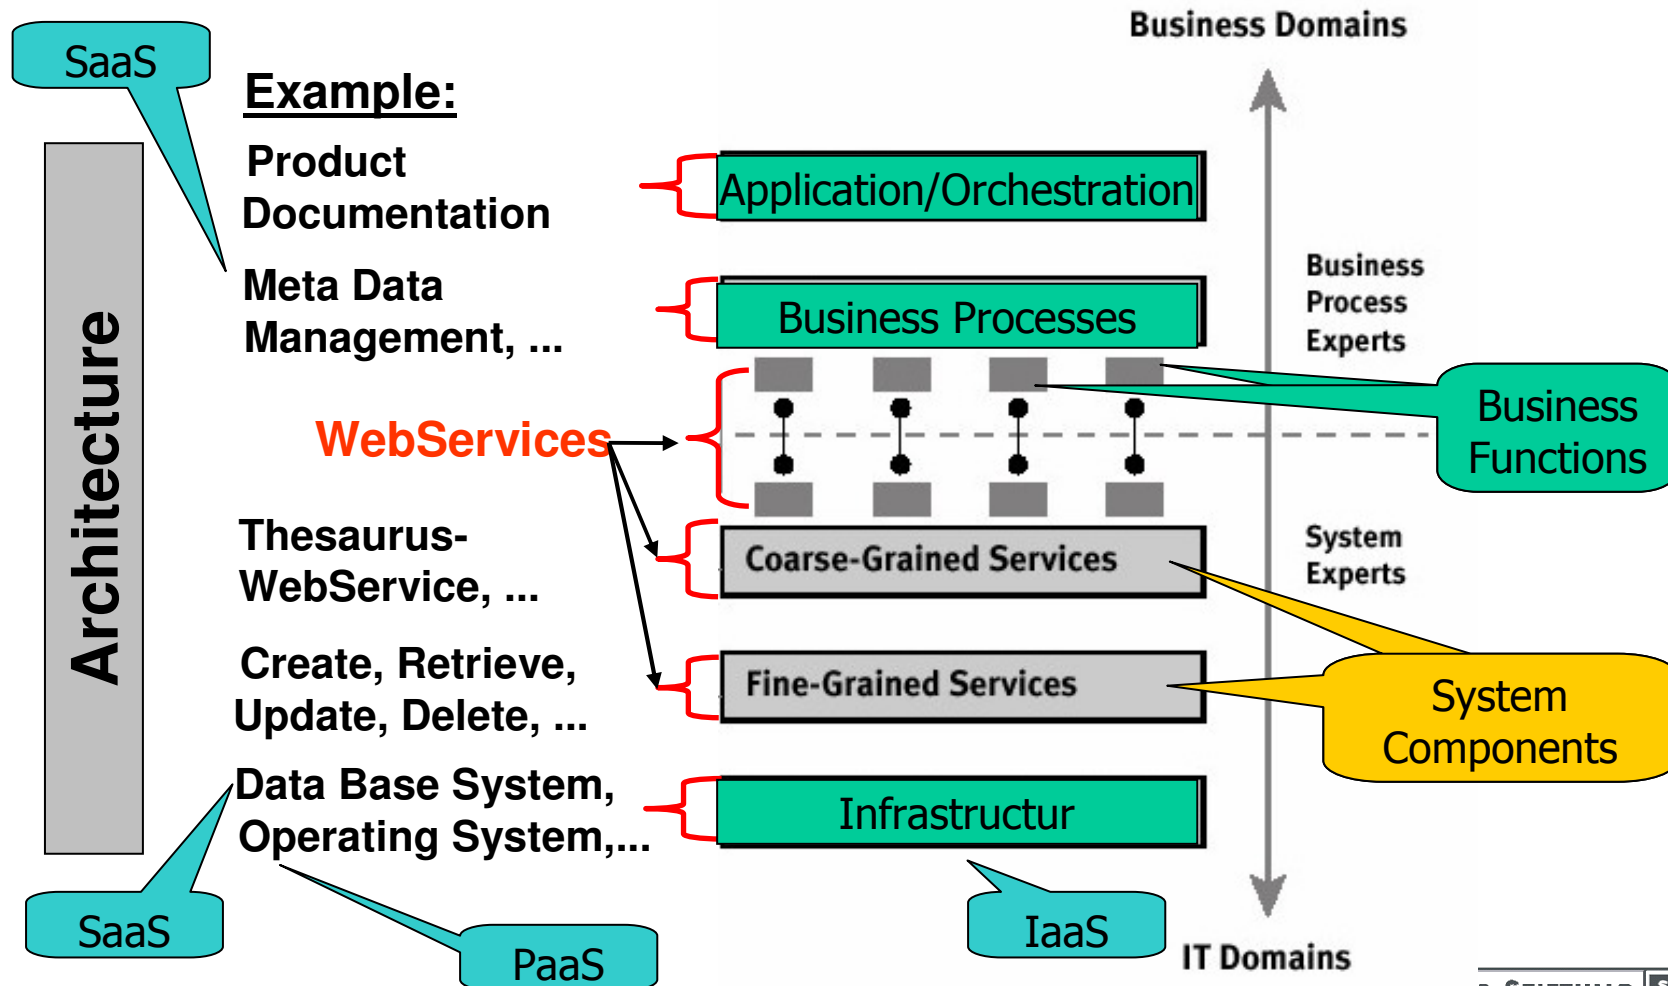 Business Domains
SaaS
Example:
Product
Documentation
Application/Orchestration
Meta Data
Management, ...
Business Processes
Business
Process
Experts
Architecture
WebServices
Business
Functions
Thesaurus-
WebService, ...
Coarse-Grained Services
System
Experts
Create, Retrieve,
Update, Delete, ...
Fine-Grained Services
System
Components
Data Base System,
Operating System,...
Infrastructur
SaaS
PaaS
IaaS
IT Domains